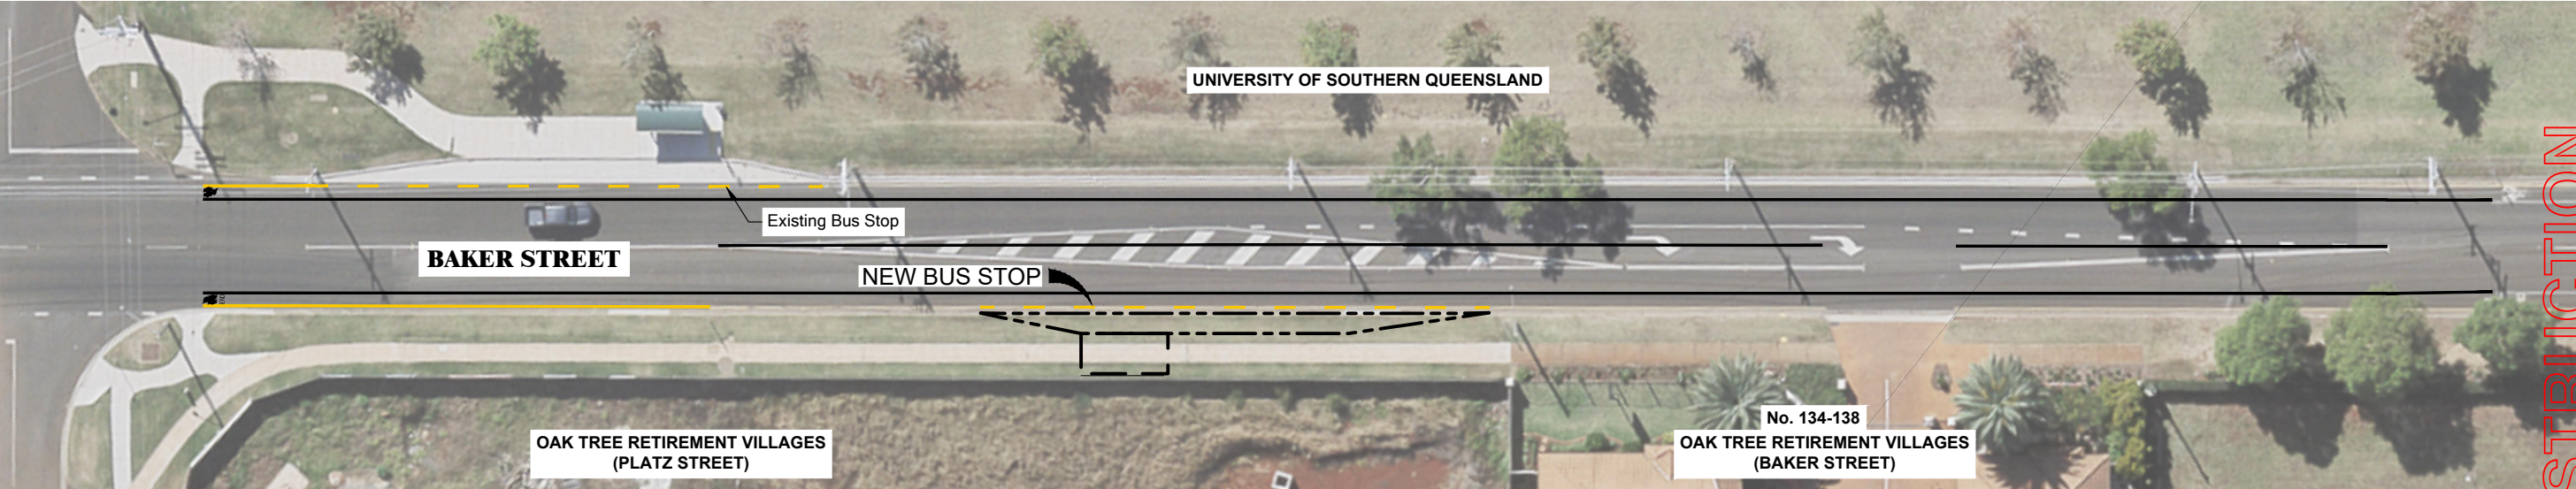 UNIVERSITY OF SOUTHERN QUEENSLAND
Existing Bus Stop
BAKER STREET
NEW BUS STOP
No. 134-138
OAK TREE RETIREMENT VILLAGES
(PLATZ STREET)
OAK TREE RETIREMENT VILLAGES
(BAKER STREET)